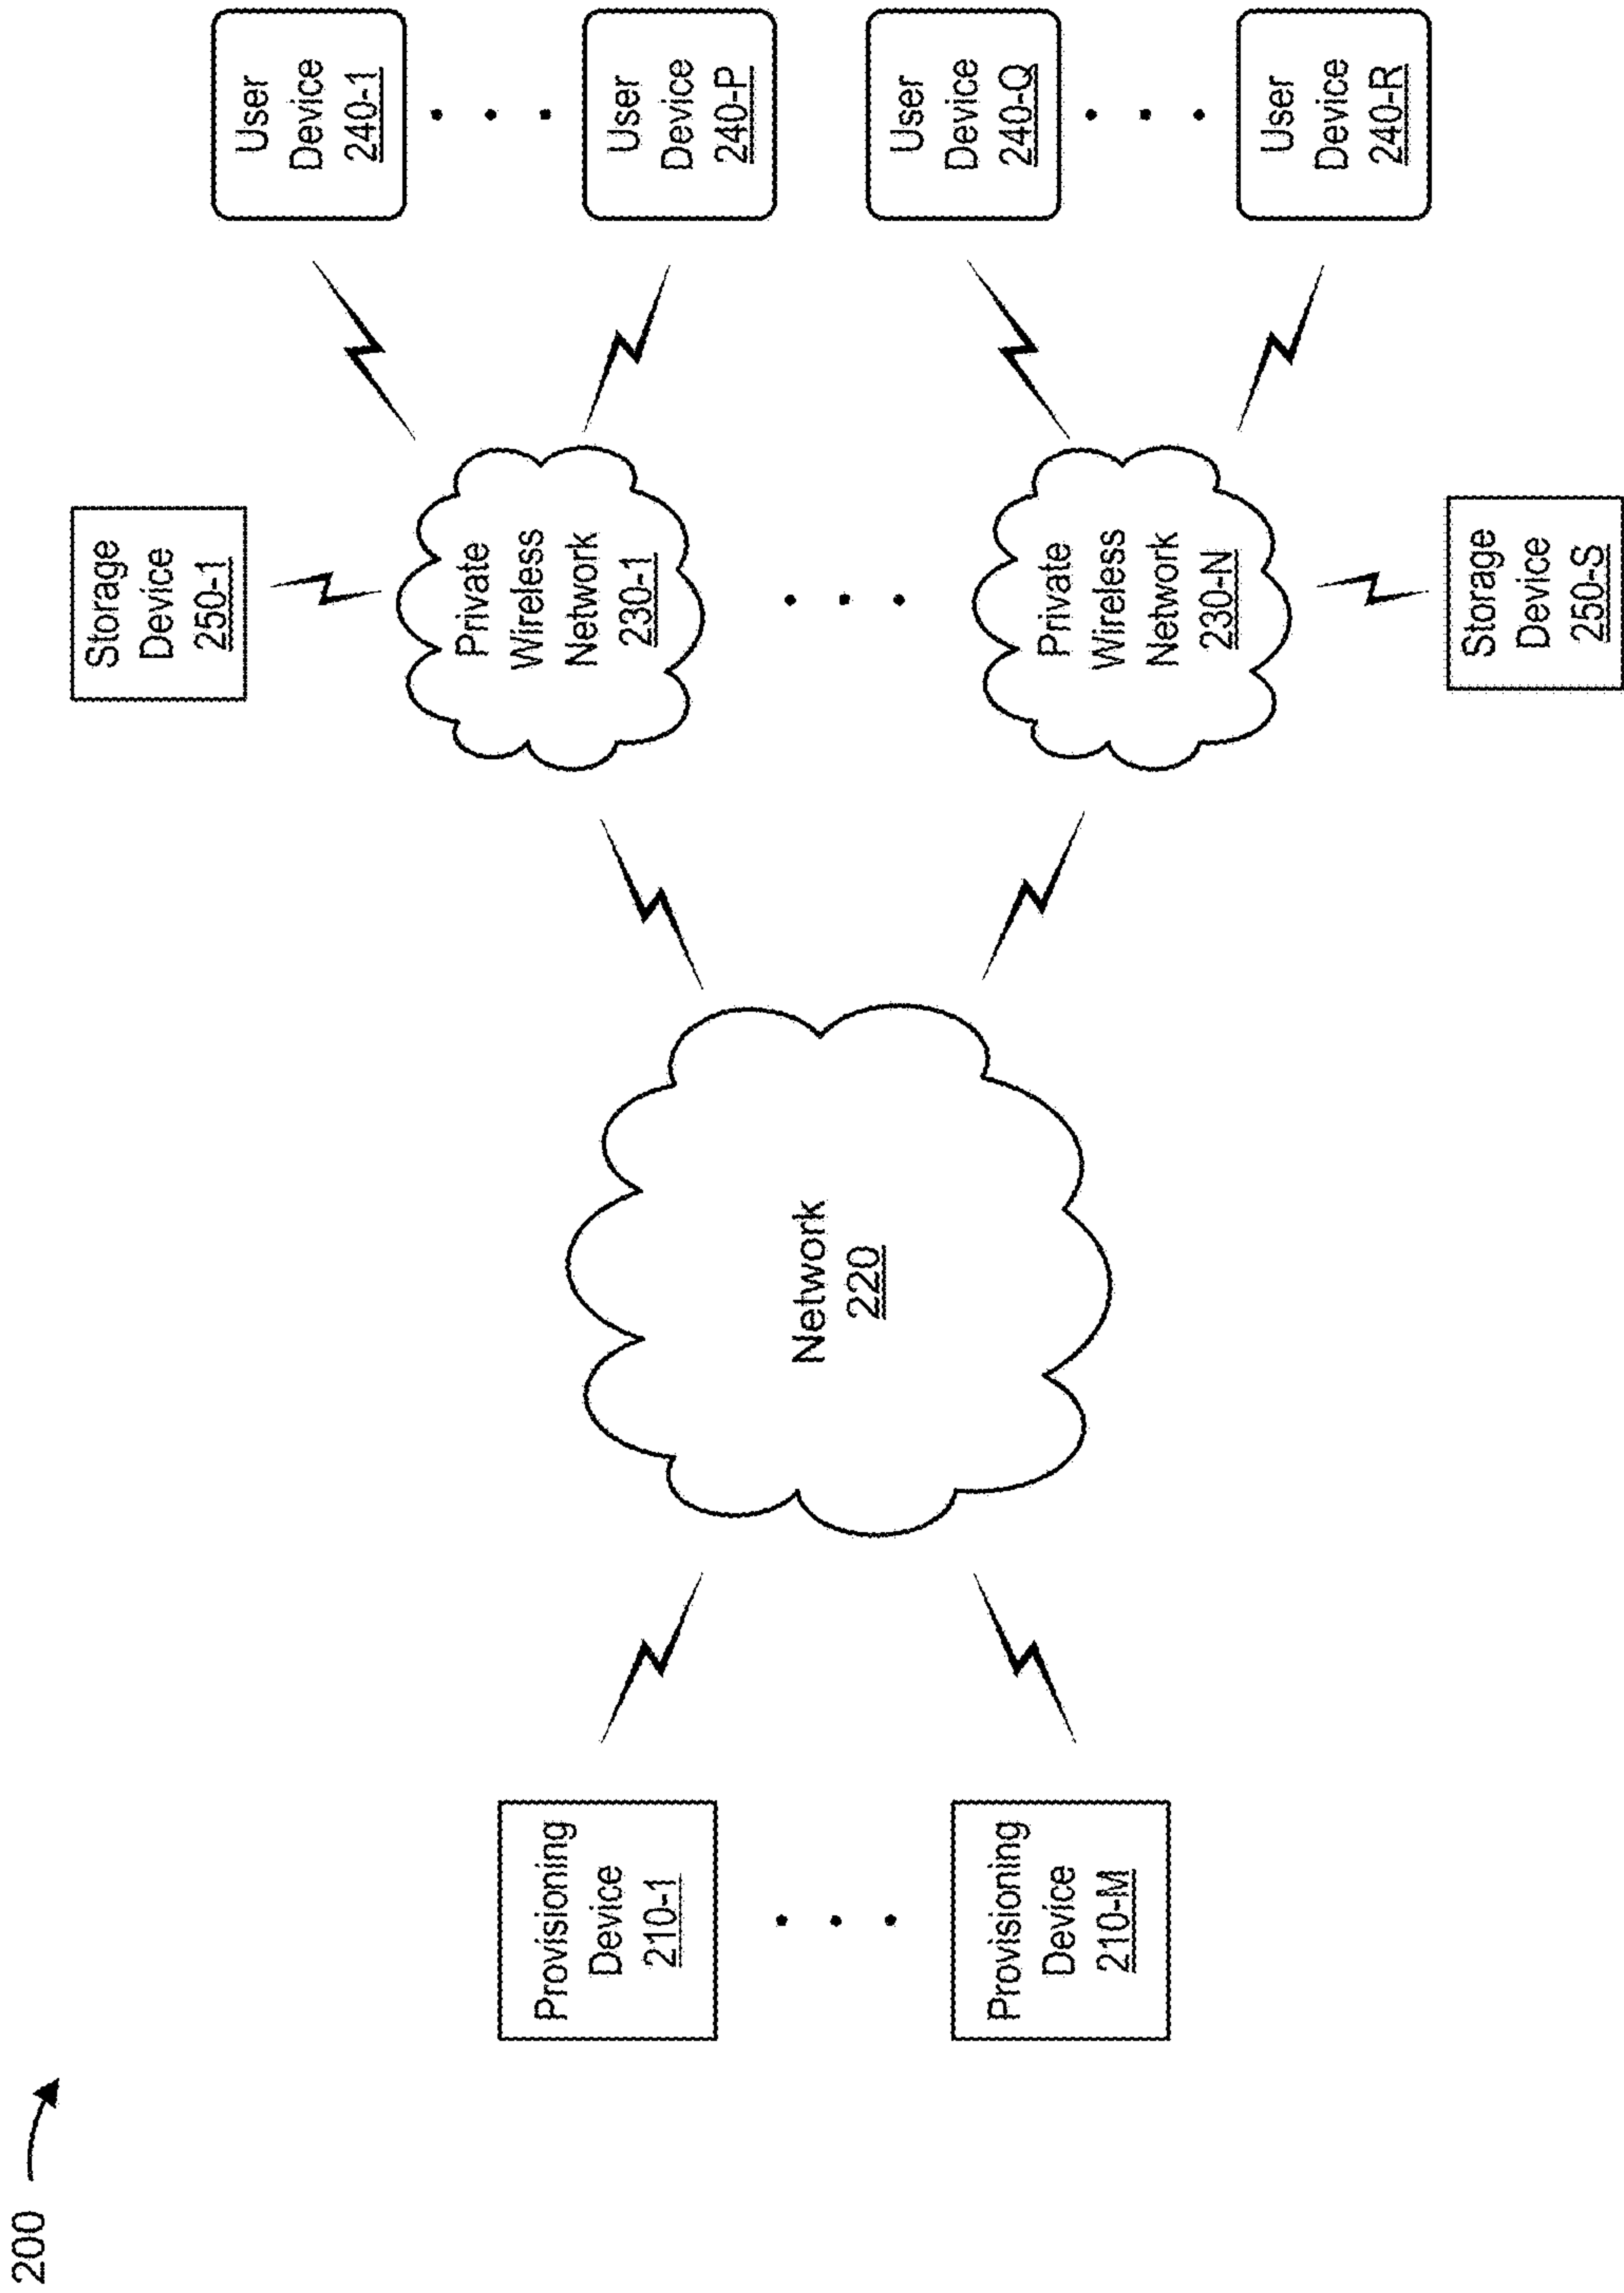 200
Provisioning
Device
210-1
Provisioning
Device
210-M
Network
220
Storage
Device
250-1
Private
Wireless
Network
230-1
Private
Wireless
Network
230-N
Storage
Device
250-S
User
Device
240-1
User
Device
240-P
User
Device
240-Q
User
Device
240-R